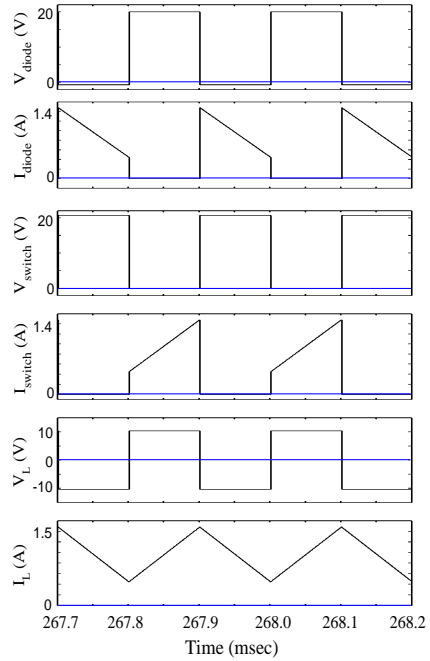 V_diode (V)
20
0
I_diode (A)
1.4
0
V_switch (V)
20
0
I_switch (A)
1.4
0
V_L (V)
10
0
-10
I_L (A)
1.5
0
267.7 267.8 267.9 268.0 268.1 268.2
Time (msec)